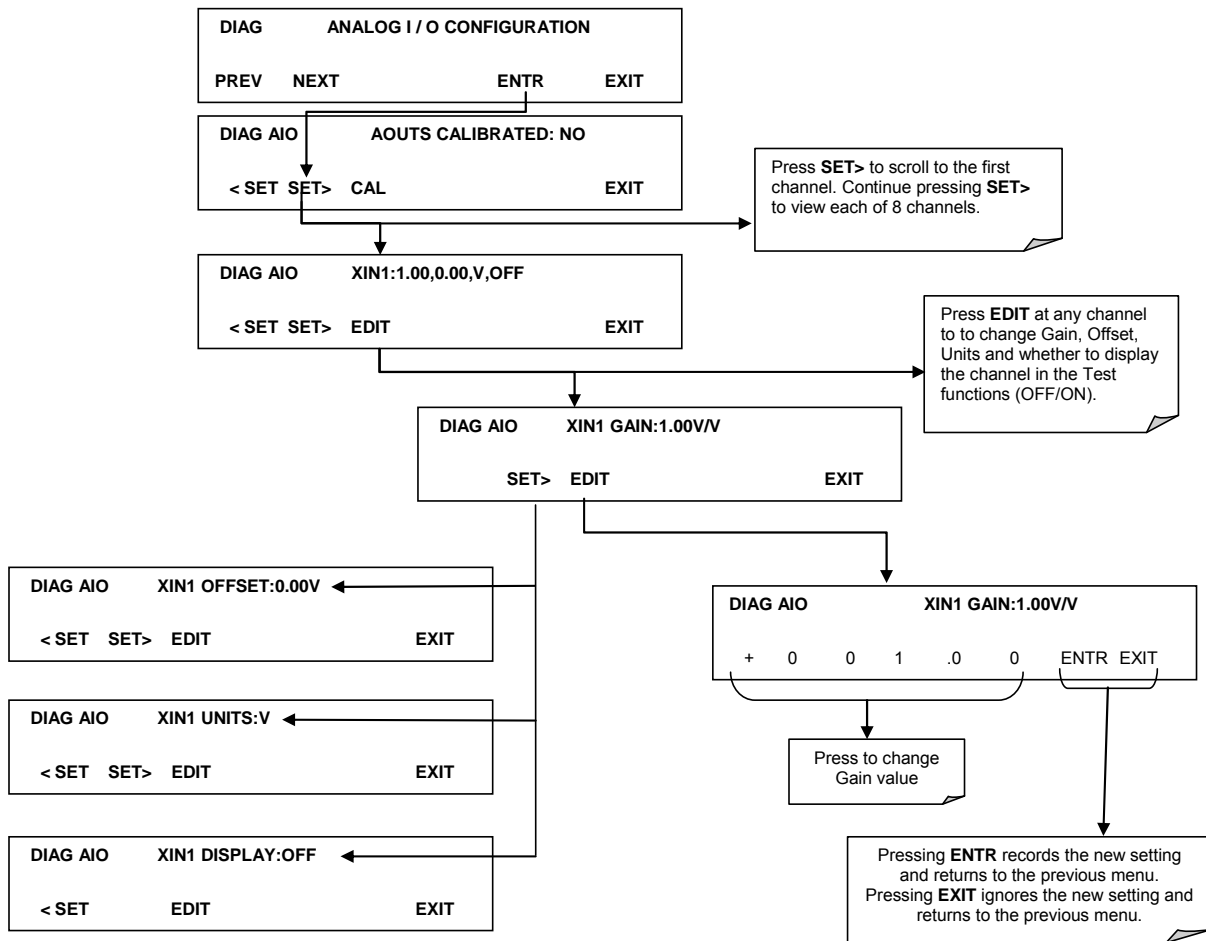 DIAG ANALOG I / O CONFIGURATION
PREV NEXT ENTR EXIT
DIAG AIO AOUTS CALIBRATED: NO
< SET SET> CAL EXIT
Press SET> to scroll to the first
channel. Continue pressing SET>
to view each of 8 channels.
DIAG AIO XIN1:1.00,0.00,V,OFF
< SET SET> EDIT EXIT
Press EDIT at any channel
to to change Gain, Offset,
Units and whether to display
the channel in the Test
functions (OFF/ON).
DIAG AIO XIN1 GAIN:1.00V/V
SET> EDIT EXIT
DIAG AIO XIN1 OFFSET:0.00V
< SET SET> EDIT EXIT
DIAG AIO XIN1 GAIN:1.00V/V
+ 0 0 1 .0 0 ENTR EXIT
DIAG AIO XIN1 UNITS:V
< SET SET> EDIT EXIT
Press to change
Gain value
DIAG AIO XIN1 DISPLAY:OFF
< SET EDIT EXIT
Pressing ENTR records the new setting
and returns to the previous menu.
Pressing EXIT ignores the new setting and
returns to the previous menu.